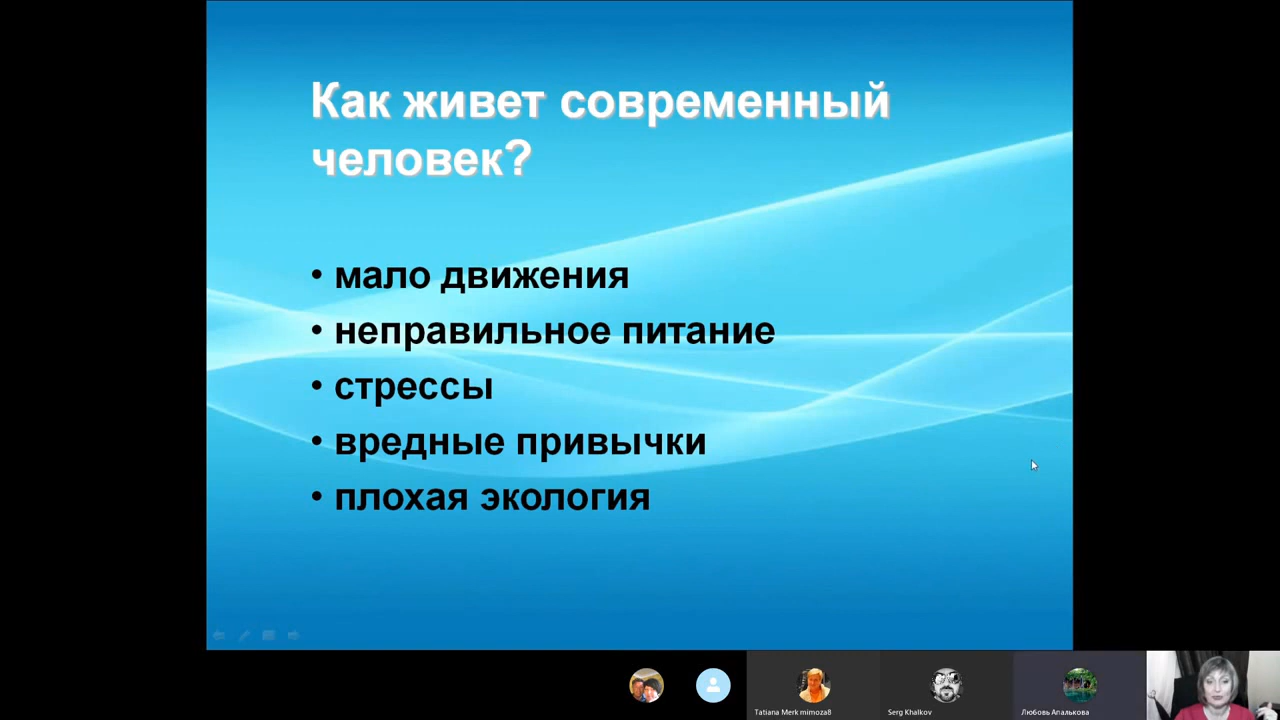 Как живет современный
человек?
• мало движения
• неправильное питание
• стрессы
• вредные привычки
• плохая экология
Tatiana Merk mimoza8
Serg Khalkov
Любовь Апалькова